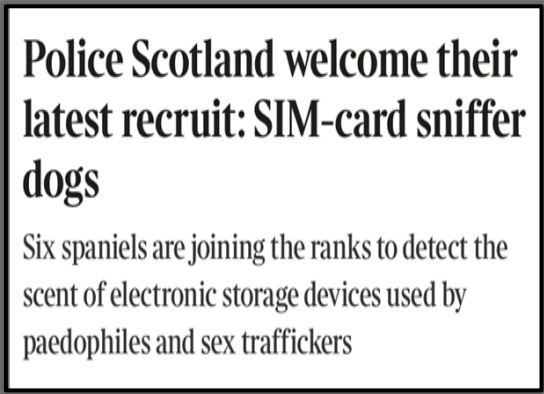 Police Scotland welcome their
latest recruit: SIM-card sniffer
dogs
Six spaniels are joining the ranks to detect the
scent of electronic storage devices used by
paedophiles and sex traffickers